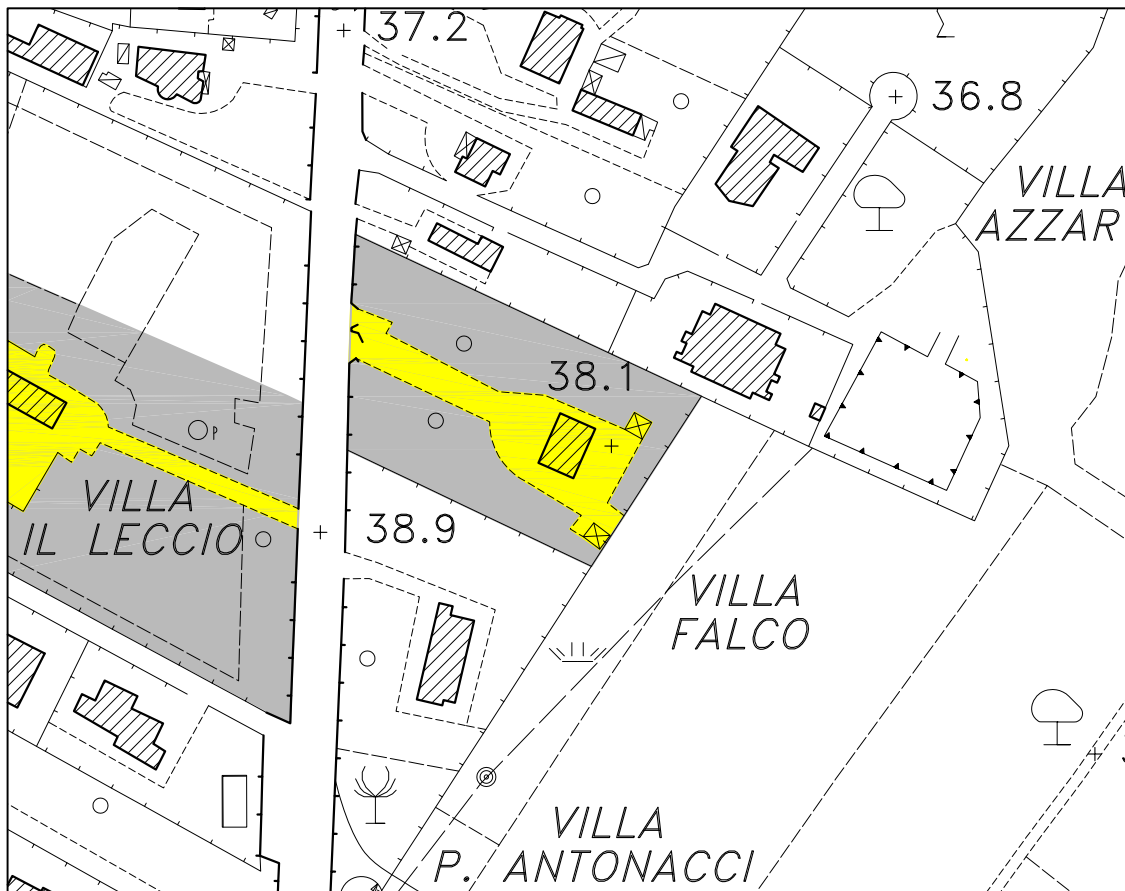 37.2
36.8
VILLA
AZZAR
38.1
P
VILLA
IL LECCIO
38.9
VILLA
FALCO
VILLA
P. ANTONACCI